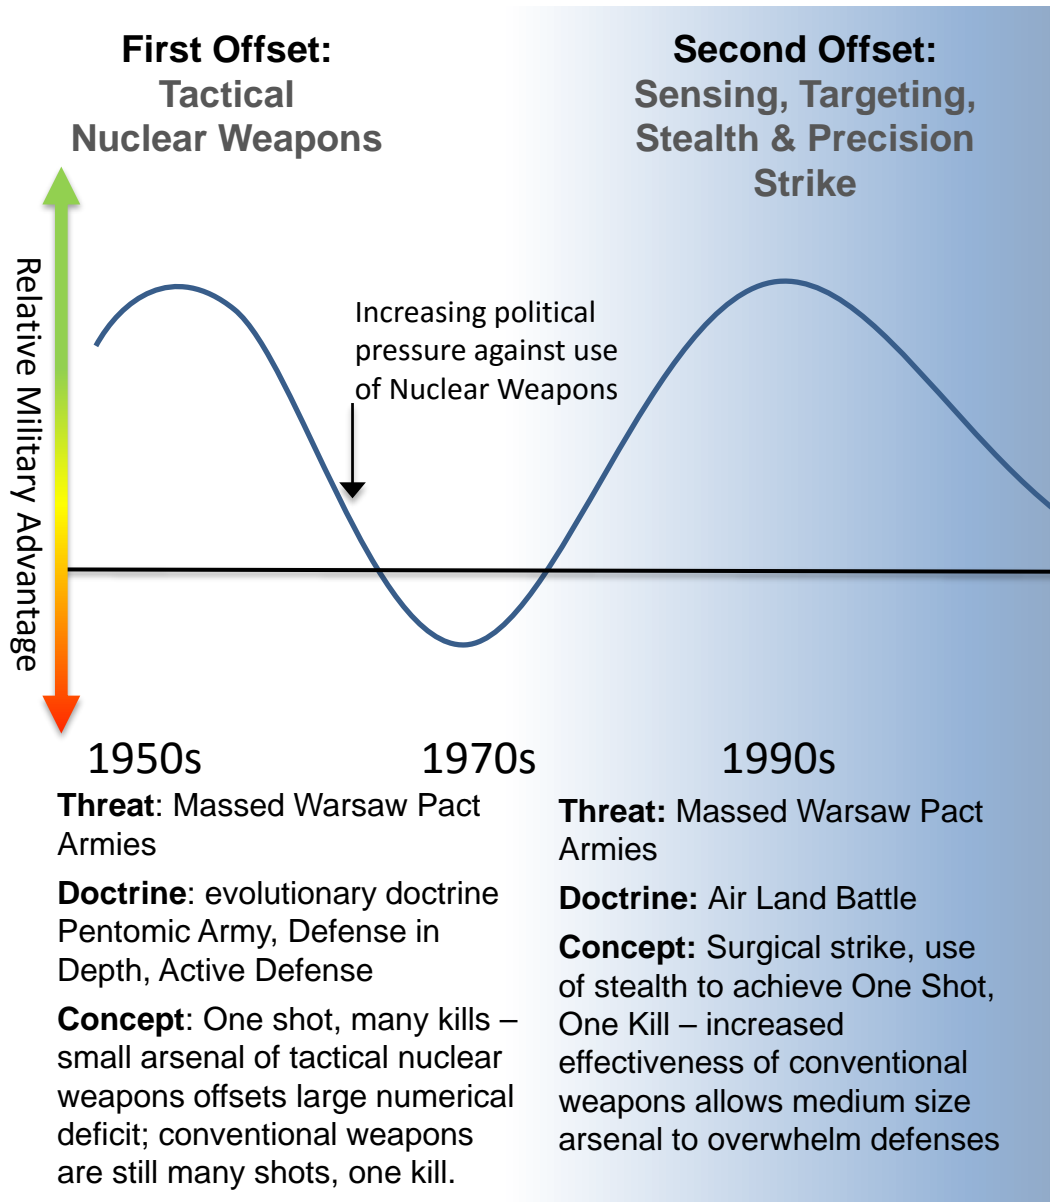 First Offset:
Tactical
Nuclear Weapons
Second Offset:
Sensing, Targeting,
Stealth & Precision
Strike
Relative Military Advantage
Increasing political
pressure against use
of Nuclear Weapons
1950s
1970s
1990s
Threat: Massed Warsaw Pact
Armies
Doctrine: evolutionary doctrine
Pentomic Army, Defense in
Depth, Active Defense
Concept: One shot, many kills –
small arsenal of tactical nuclear
weapons offsets large numerical
deficit; conventional weapons
are still many shots, one kill.
Threat: Massed Warsaw Pact
Armies
Doctrine: Air Land Battle
Concept: Surgical strike, use
of stealth to achieve One Shot,
One Kill – increased
effectiveness of conventional
weapons allows medium size
arsenal to overwhelm defenses